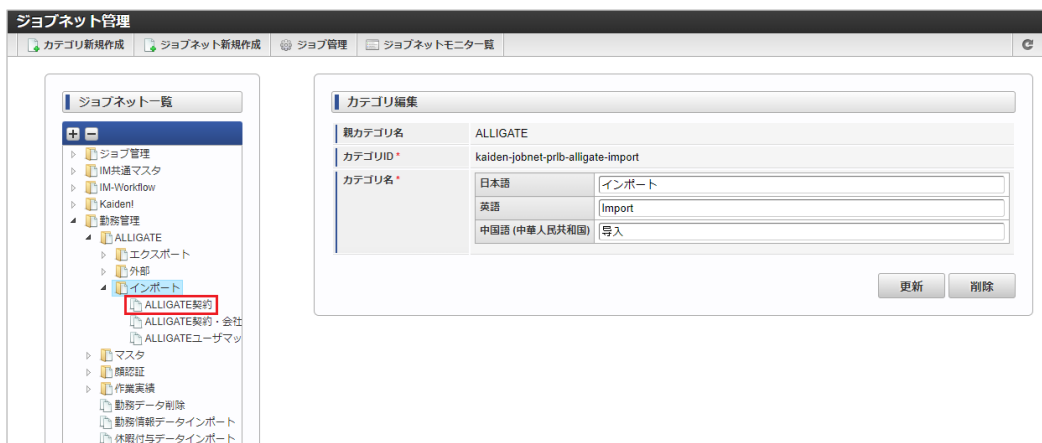 ジョブネット管理
カテゴリ新規作成 ジョブネット新規作成 ジョブ管理 ジョブネットモニター覧
ジョブネット一覧
ジョブ管理
IM共通マスタ
IM-Workflow
Kaiden!
勤務管理
ALLIGATE
エクスポート
外部
インポート
ALLIGATE契約
ALLIGATE契約・会社
ALLIGATEユーザマッ
マスタ
顔認証
作業実績
勤務データ削除
勤務情報データインポート
休暇付与データインポート
カテゴリ編集
親カテゴリ名 ALLIGATE
カテゴリID * kaiden-jobnet-prlb-alligate-import
カテゴリ名 *
日本語 インポート
英語 Import
中国語 (中華人民共和国) 导入
更新 削除